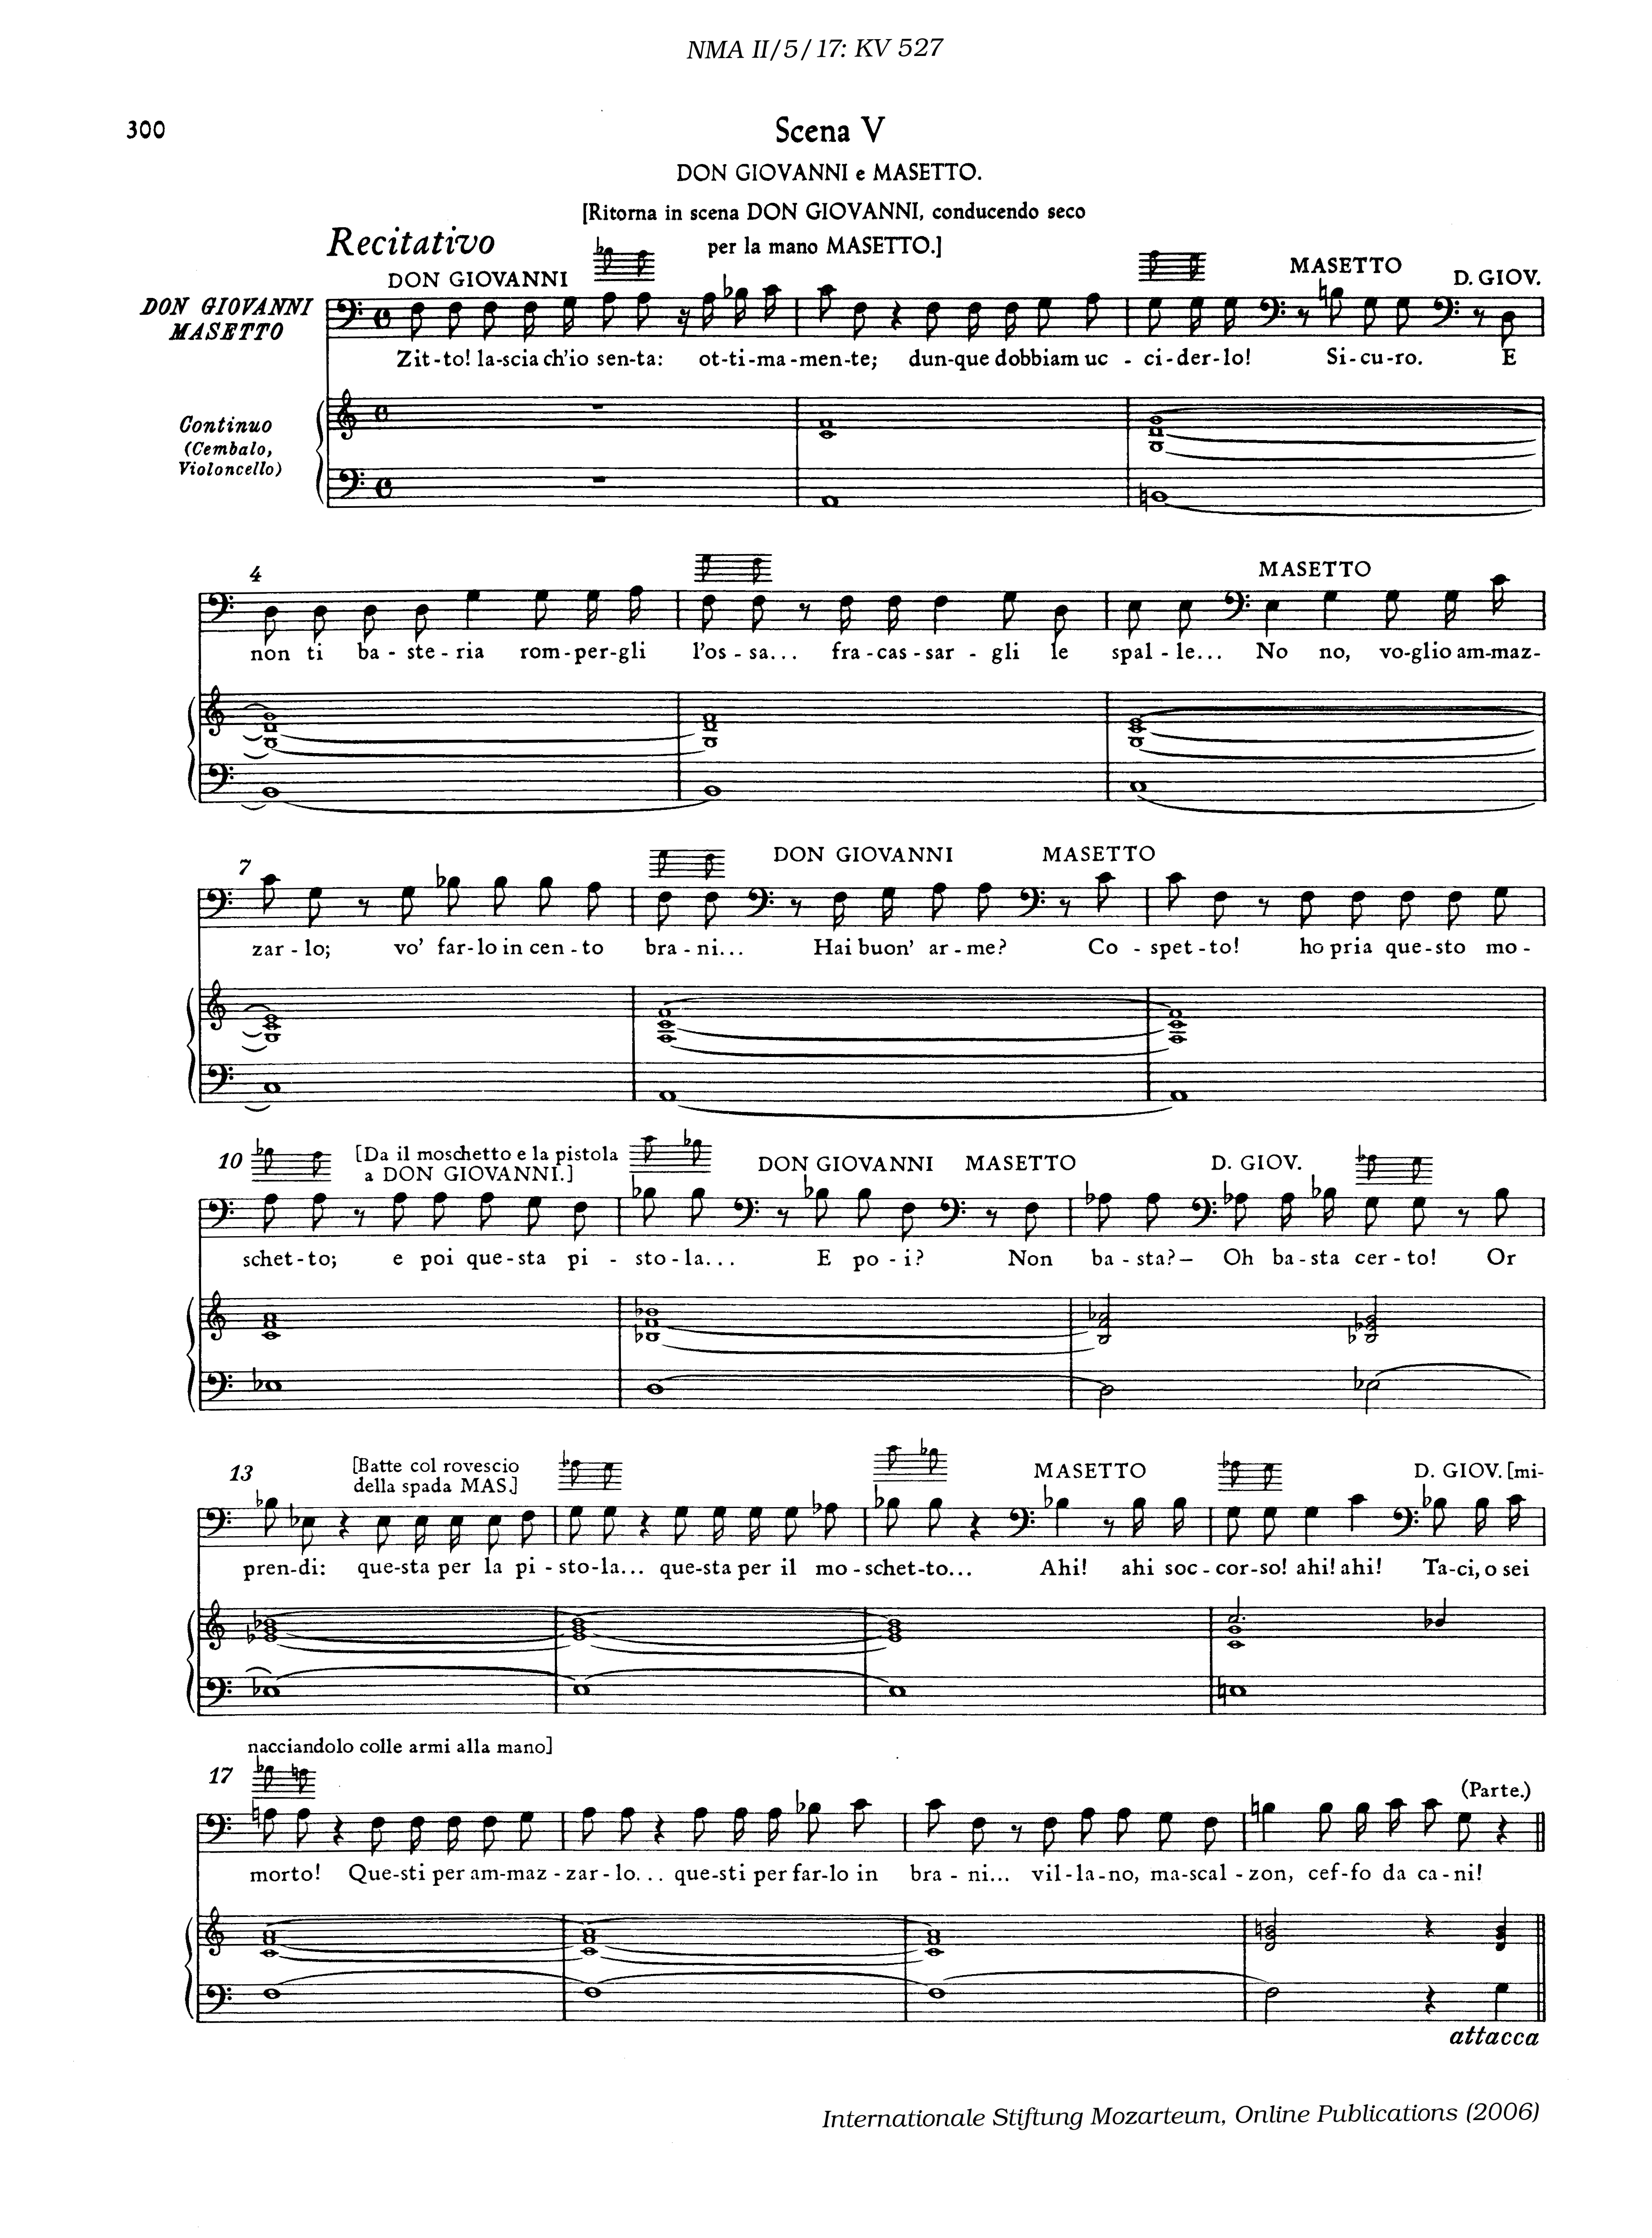 NMA II/5/17: KV 527
300
Scena V
DON GIOVANNI e MASETTO.
[Ritorna in scena DON GIOVANNI, conducendo seco
per la mano MASETTO.]
Recitativo
DON GIOVANNI
MASETTO
D. GIOV.
DON GIOVANNI
MASETTO
Zit-to! la-scia ch'io sen-ta: ot-ti-ma-men-te; dun-que dobbiam uc - ci-der-lo! Si-cu-ro. E
Continuo
(Cembalo,
Violoncello)
4
MASETTO
non ti ba-ste-ria rom-per-gli l'os-sa... fra-cas-sar-gli le spal-le... No no, vo-glio am-maz-
7
DON GIOVANNI
MASETTO
zar-lo; vo' far-lo in cen-to bra-ni... Hai buon' ar-me? Co - spet-to! ho pria que-sto mo-
10
[Da il moschetto e la pistola
a DON GIOVANNI.]
DON GIOVANNI
MASETTO
D. GIOV.
schet-to; e poi que-sta pi - sto-la... E po-i? Non ba-sta?– Oh ba-sta cer-to! Or
13
[Batte col rovescio
della spada MAS.]
MASETTO
D. GIOV. [mi-
pren-di: que-sta per la pi-sto-la... que-sta per il mo-schet-to... Ahi! ahi soc-cor-so! ahi! ahi! Ta-ci, o sei
nacciandolo colle armi alla mano]
17
(Parte.)
morto! Que-sti per am-maz-zar-lo... que-sti per far-lo in bra-ni... vil-la-no, ma-scal-zon, cef-fo da ca-ni!
attacca
Internationale Stiftung Mozarteum, Online Publications (2006)